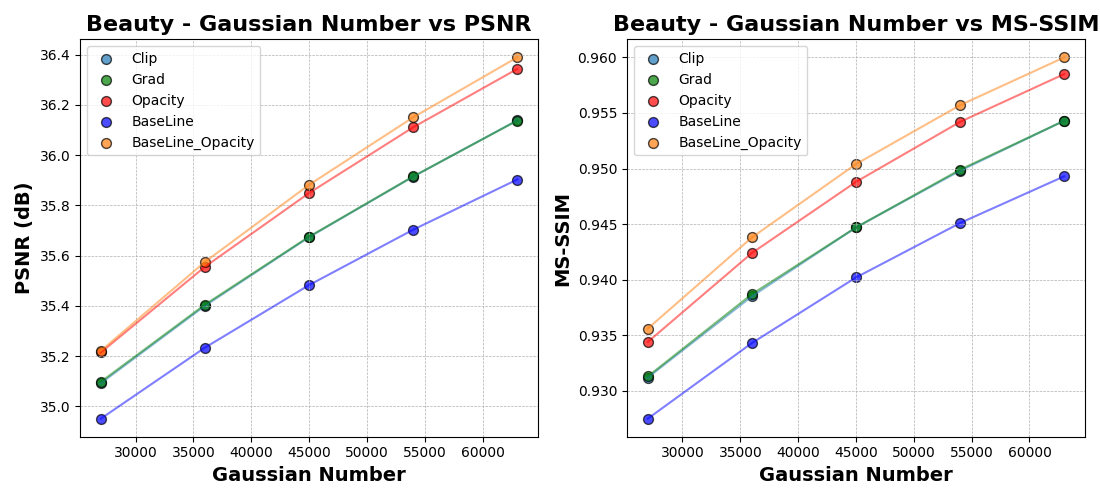 Beauty - Gaussian Number vs PSNR
PSNR (dB)
36.4
36.2
36.0
35.8
35.6
35.4
35.2
35.0
Clip
Grad
Opacity
BaseLine
BaseLine_Opacity
30000 35000 40000 45000 50000 55000 60000
Gaussian Number
Beauty - Gaussian Number vs MS-SSIM
MS-SSIM
0.960
0.955
0.950
0.945
0.940
0.935
0.930
Clip
Grad
Opacity
BaseLine
BaseLine_Opacity
30000 35000 40000 45000 50000 55000 60000
Gaussian Number